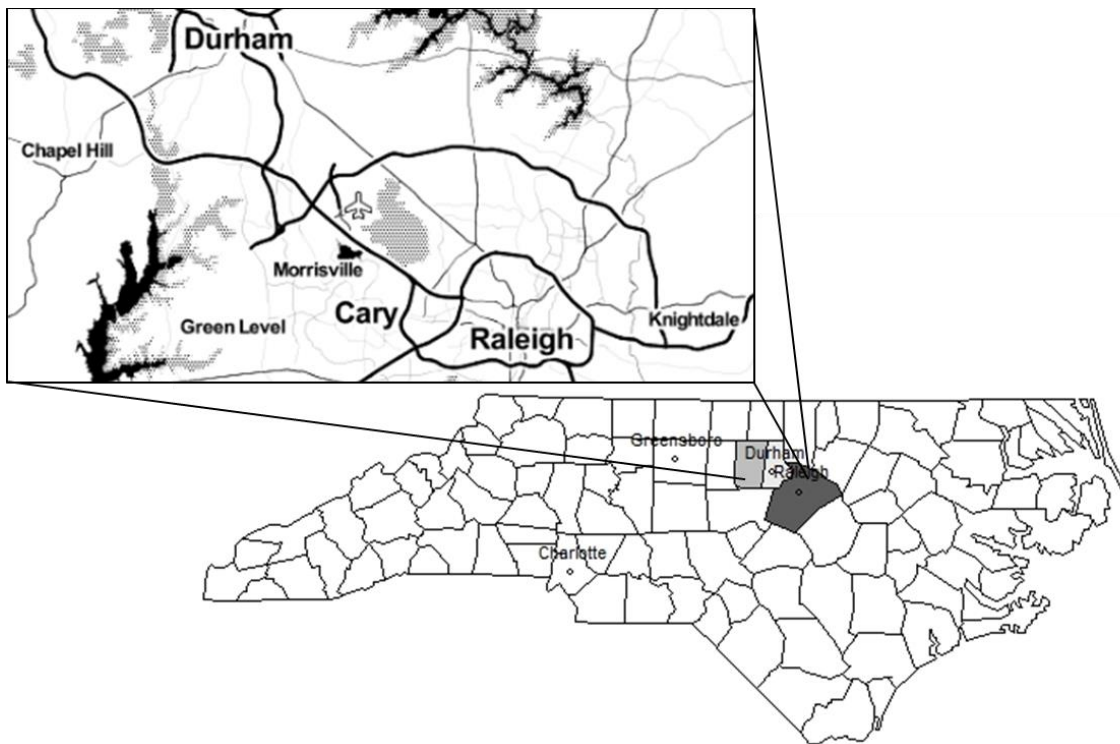 Durham
Chapel Hill
Morrisville
Green Level
Cary
Raleigh
Knightdale
Greensboro
Durham
Raleigh
Charlotte